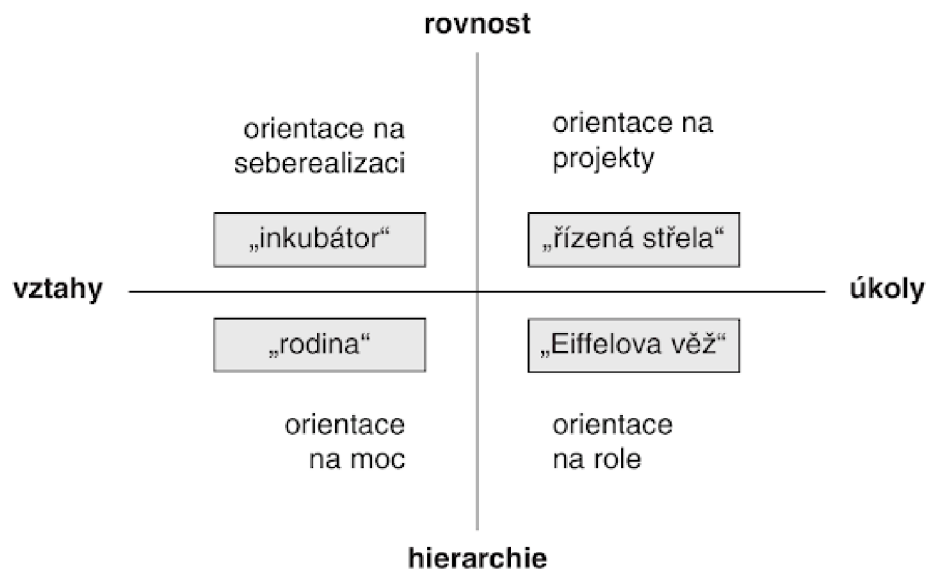 rovnost
orientace na
seberealizaci
orientace na
projekty
„inkubátor“
„řízená střela“
vztahy
úkoly
„rodina“
„Eiffelova věž“
orientace
na moc
orientace
na role
hierarchie